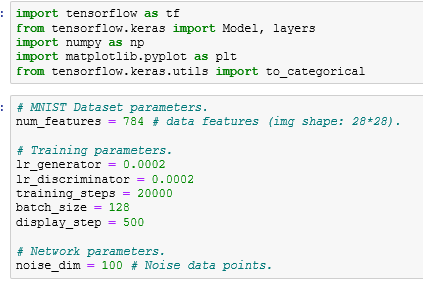 import tensorflow as tf
from tensorflow.keras import Model, layers
import numpy as np
import matplotlib.pyplot as plt
from tensorflow.keras.utils import to_categorical
# MNIST Dataset parameters.
num_features = 784 # data features (img shape: 28*28).
# Training parameters.
lr_generator = 0.0002
lr_discriminator = 0.0002
training_steps = 20000
batch_size = 128
display_step = 500
# Network parameters.
noise_dim = 100 # Noise data points.